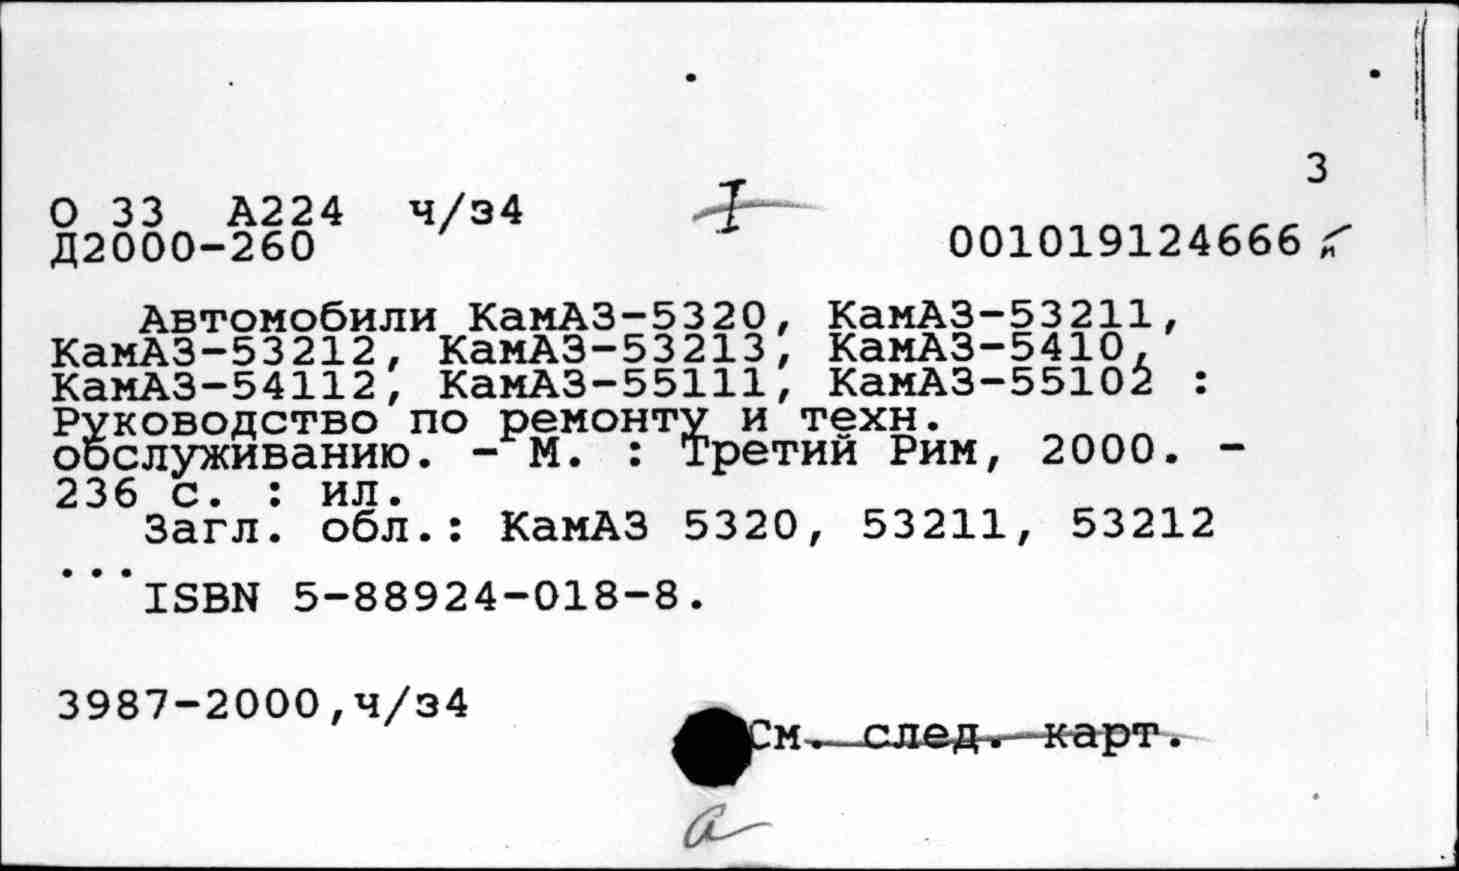 3
О 33 А224 ч/з4
I
Д2000-260
001019124666 и
Автомобили КамАЗ-5320, КамАЗ-53211,
КамАЗ-53212, КамАЗ-53213, КамАЗ-5410,
КамАЗ-54112, КамАЗ-55111, КамАЗ-55102 :
Руководство по ремонту и техн.
обслуживанию. - М. : Третий Рим, 2000. -
236 с. : ил.
Загл. обл.: КамАЗ 5320, 53211, 53212
...
ISBN 5-88924-018-8.
3987-2000,ч/з4
См. след. карт.